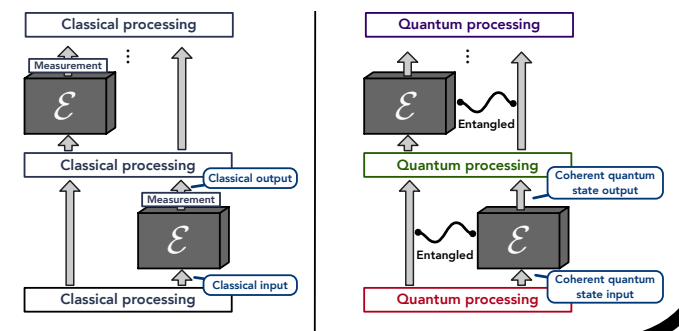 Classical processing
⋮
Measurement
ℰ
Classical processing
Classical output
Measurement
ℰ
Classical input
Classical processing
Quantum processing
⋮
ℰ
Entangled
Quantum processing
Coherent quantum
state output
ℰ
Entangled
Coherent quantum
state input
Quantum processing